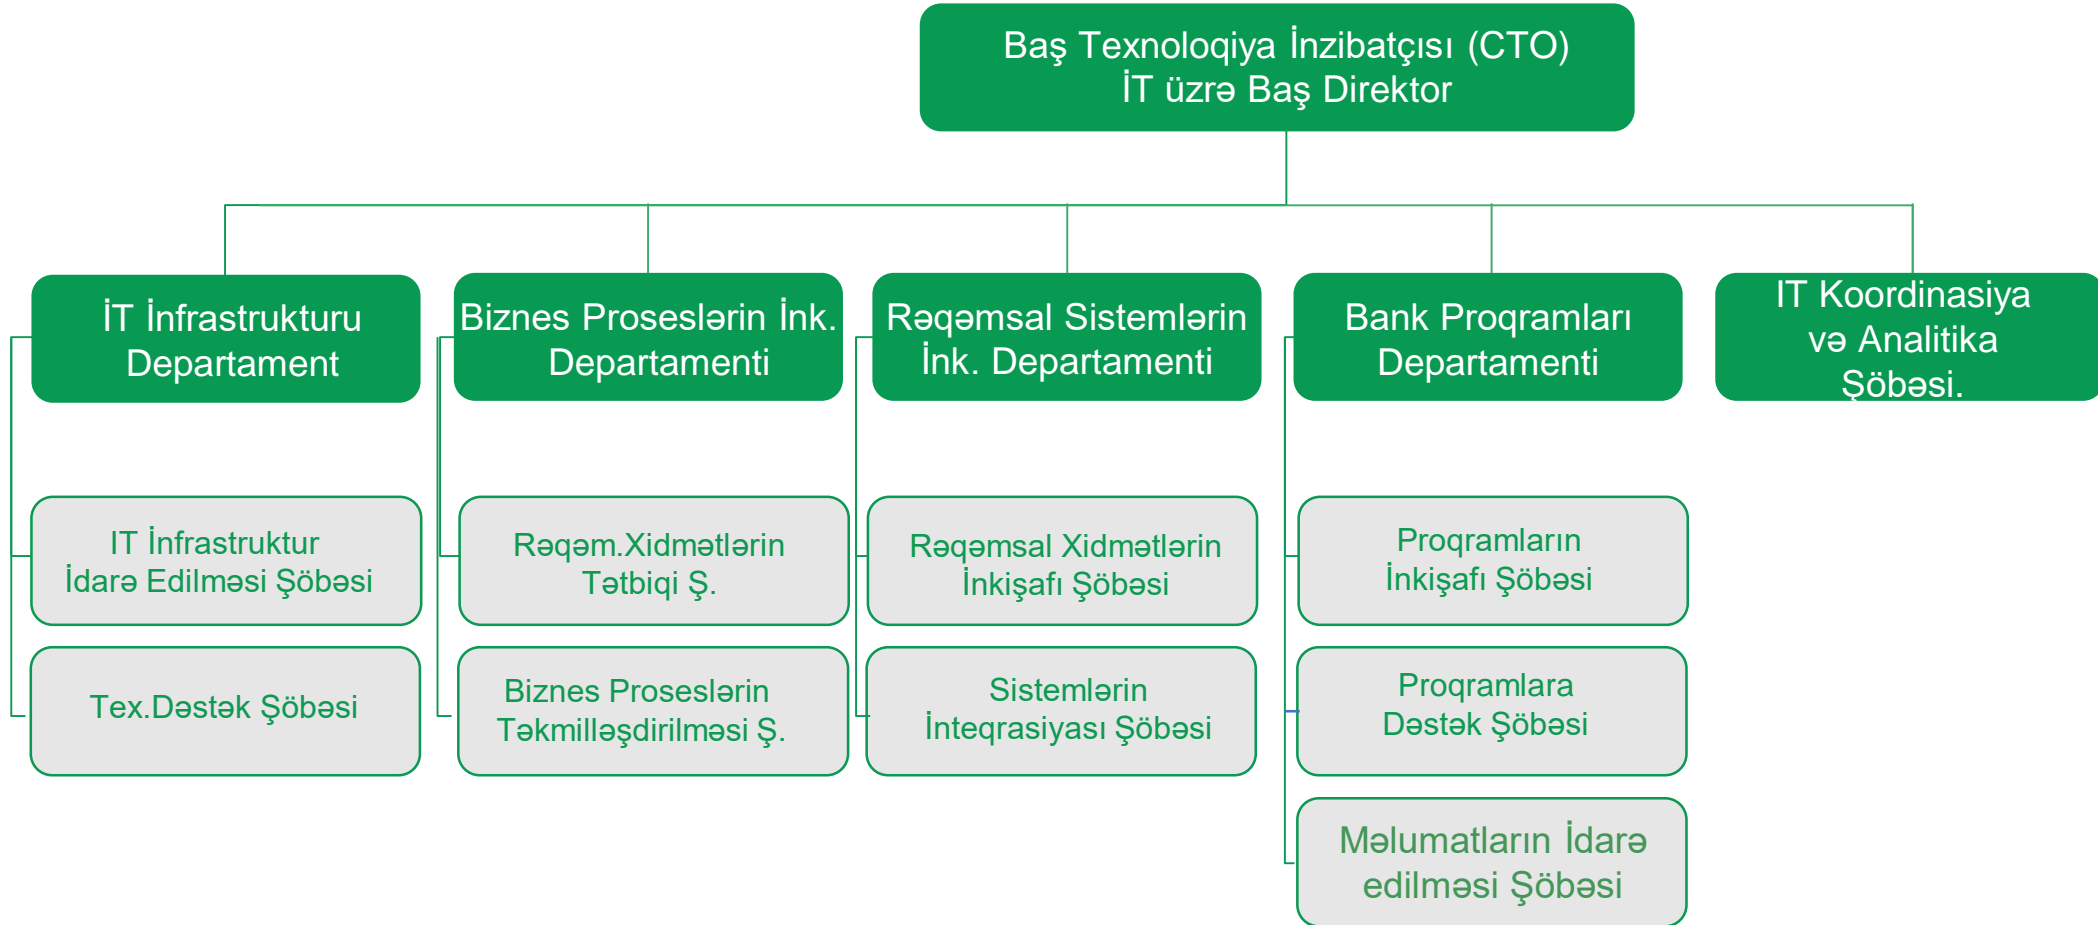 Baş Texnoloqiya İnzibatçısı (CTO)
İT üzrə Baş Direktor
İT İnfrastrukturu
Departament
Biznes Proseslərin İnk.
Departamenti
Rəqəmsal Sistemlərin
İnk. Departamenti
Bank Proqramları
Departamenti
IT Koordinasiya
və Analitika
Şöbəsi.
IT İnfrastruktur
İdarə Edilməsi Şöbəsi
Rəqəm.Xidmətlərin
Tətbiqi Ş.
Rəqəmsal Xidmətlərin
İnkişafı Şöbəsi
Proqramların
İnkişafı Şöbəsi
Tex.Dəstək Şöbəsi
Biznes Proseslərin
Təkmilləşdirilməsi Ş.
Sistemlərin
İnteqrasiyası Şöbəsi
Proqramlara
Dəstək Şöbəsi
Məlumatların İdarə
edilməsi Şöbəsi